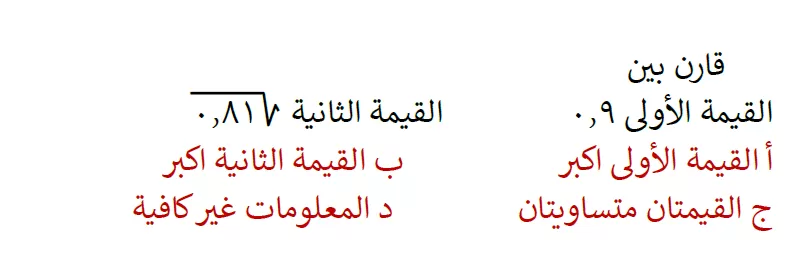 قارن بين
القيمة الأولى ٠,٩ القيمة الثانية √٠,٨١
أ القيمة الأولى اكبر ب القيمة الثانية اكبر
ج القيمتان متساويتان د المعلومات غير كافية